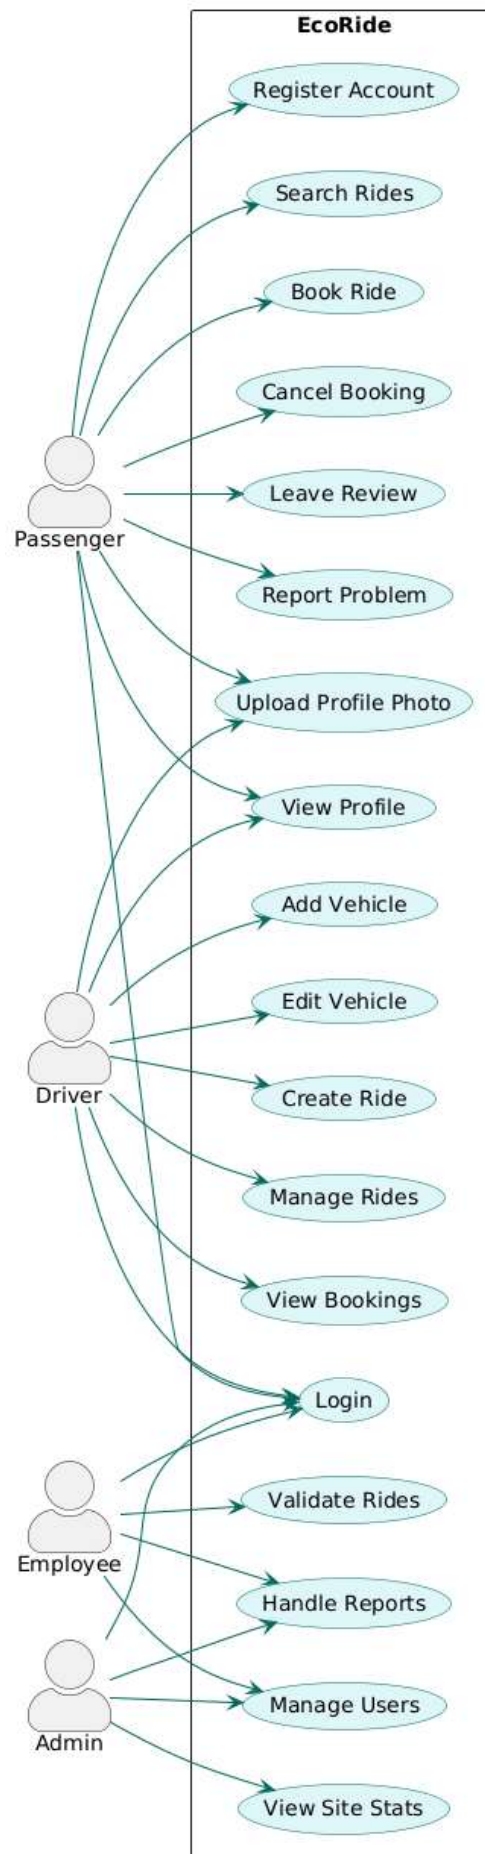 EcoRide
Register Account
Search Rides
Book Ride
Cancel Booking
Leave Review
Passenger
Report Problem
Upload Profile Photo
View Profile
Add Vehicle
Edit Vehicle
Driver
Create Ride
Manage Rides
View Bookings
Login
Validate Rides
Employee
Handle Reports
Manage Users
Admin
View Site Stats